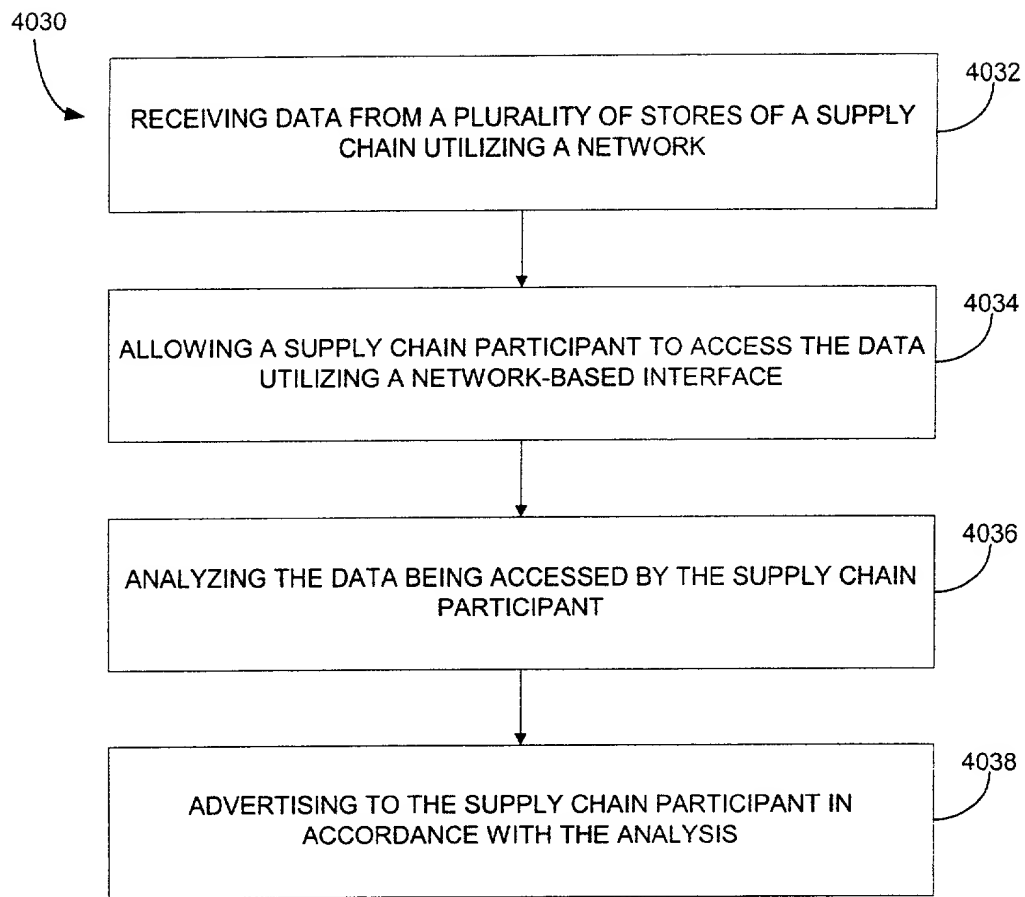 4030
4032
RECEIVING DATA FROM A PLURALITY OF STORES OF A SUPPLY
CHAIN UTILIZING A NETWORK
4034
ALLOWING A SUPPLY CHAIN PARTICIPANT TO ACCESS THE DATA
UTILIZING A NETWORK-BASED INTERFACE
4036
ANALYZING THE DATA BEING ACCESSED BY THE SUPPLY CHAIN
PARTICIPANT
4038
ADVERTISING TO THE SUPPLY CHAIN PARTICIPANT IN
ACCORDANCE WITH THE ANALYSIS